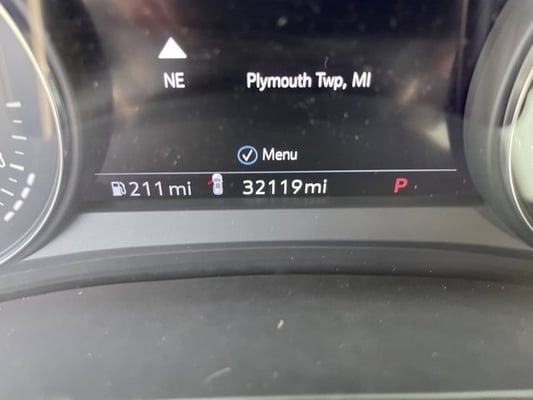 NE Plymouth Twp, MI
Menu
211 mi 32119mi P